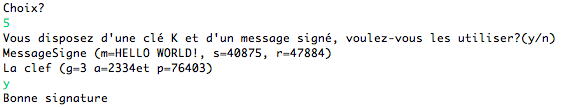 Choix?
5
Vous disposez d'une clé K et d'un message signé, voulez-vous les utiliser?(y/n)
MessageSigne (m=HELLO WORLD!, s=40875, r=47884)
La clef (g=3 a=2334et p=76403)
y
Bonne signature